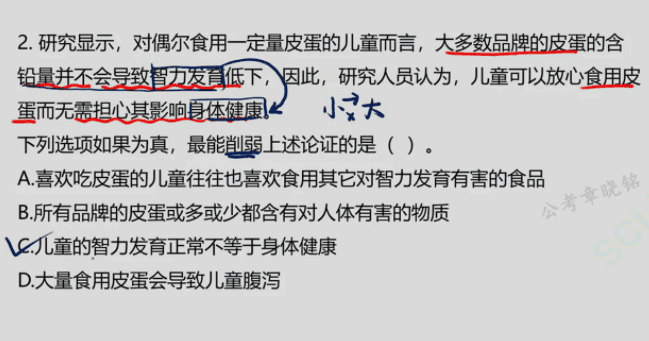 2. 研究显示，对偶尔食用一定量皮蛋的儿童而言，大多数品牌的皮蛋的含
铅量并不会导致智力发育低下，因此，研究人员认为，儿童可以放心食用皮
蛋而无需担心其影响身体健康。
小→大
下列选项如果为真，最能削弱上述论证的是（ ）。
A.喜欢吃皮蛋的儿童往往也喜欢食用其它对智力发育有害的食品
B.所有品牌的皮蛋或多或少都含有对人体有害的物质
公考章晓铭
C.儿童的智力发育正常不等于身体健康
D.大量食用皮蛋会导致儿童腹泻